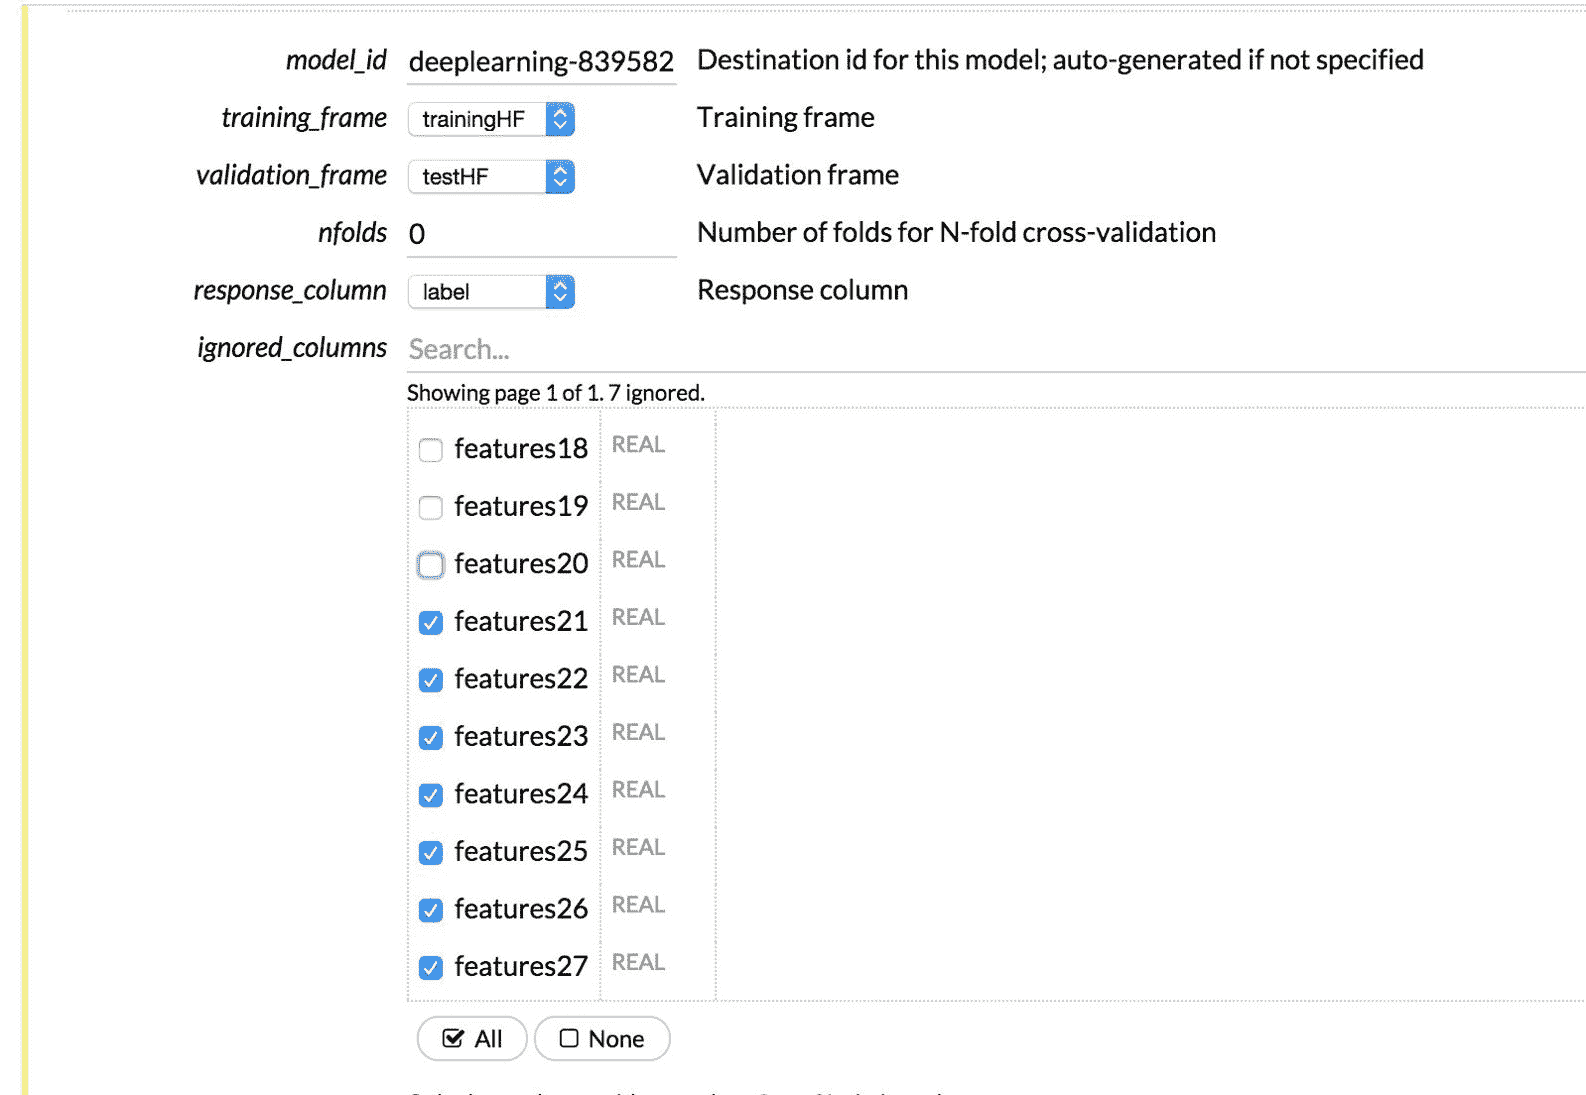 model_id deeplearning-839582 Destination id for this model; auto-generated if not specified
training_frame trainingHF Training frame
validation_frame testHF Validation frame
nfolds 0 Number of folds for N-fold cross-validation
response_column label Response column
ignored_columns Search...
Showing page 1 of 1. 7 ignored.
features18 REAL
features19 REAL
features20 REAL
features21 REAL
features22 REAL
features23 REAL
features24 REAL
features25 REAL
features26 REAL
features27 REAL
All None